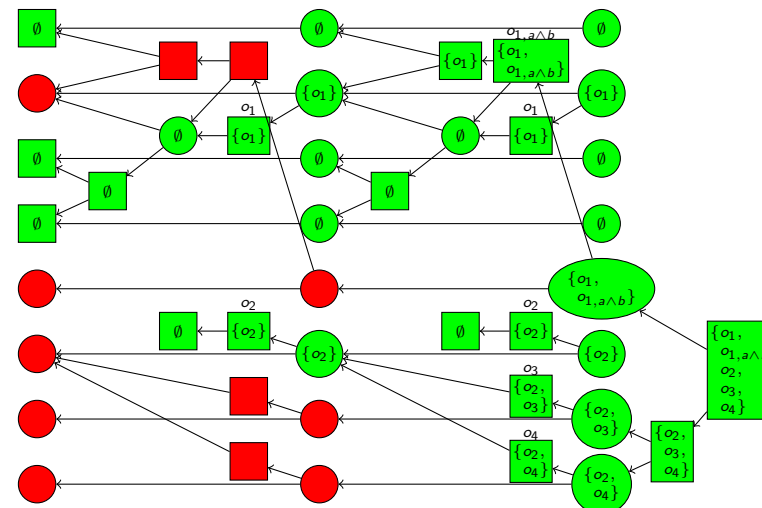 ∅ ∅ ∅
o₁,ₐ∧b
{o₁} {o₁,
o₁,ₐ∧b}
{o₁} {o₁}
o₁ o₁
∅ {o₁} ∅ {o₁}
∅ ∅ ∅
∅ ∅
∅ ∅ ∅
{o₁,
o₁,ₐ∧b}
o₂ o₂
∅ {o₂} ∅ {o₂}
{o₂} {o₂}
{o₁,
o₁,ₐ∧
o₂,
o₃,
o₄}
o₃
{o₂,
o₃}
{o₂,
o₃}
o₄
{o₂,
o₄}
{o₂,
o₃,
o₄}
{o₂,
o₄}